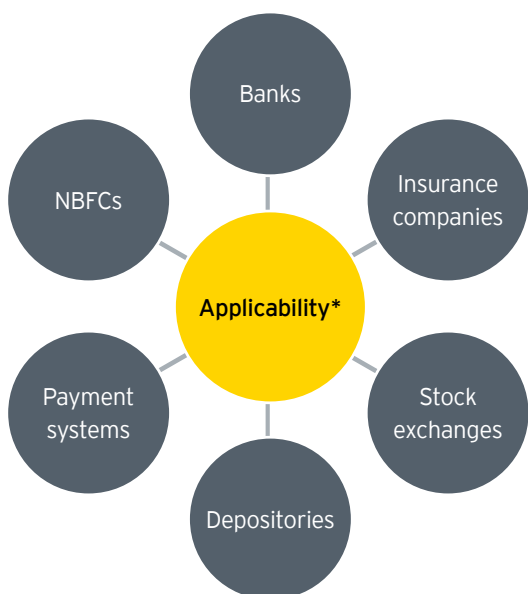 Banks
NBFCs
Insurance
companies
Applicability*
Payment
systems
Stock
exchanges
Depositories